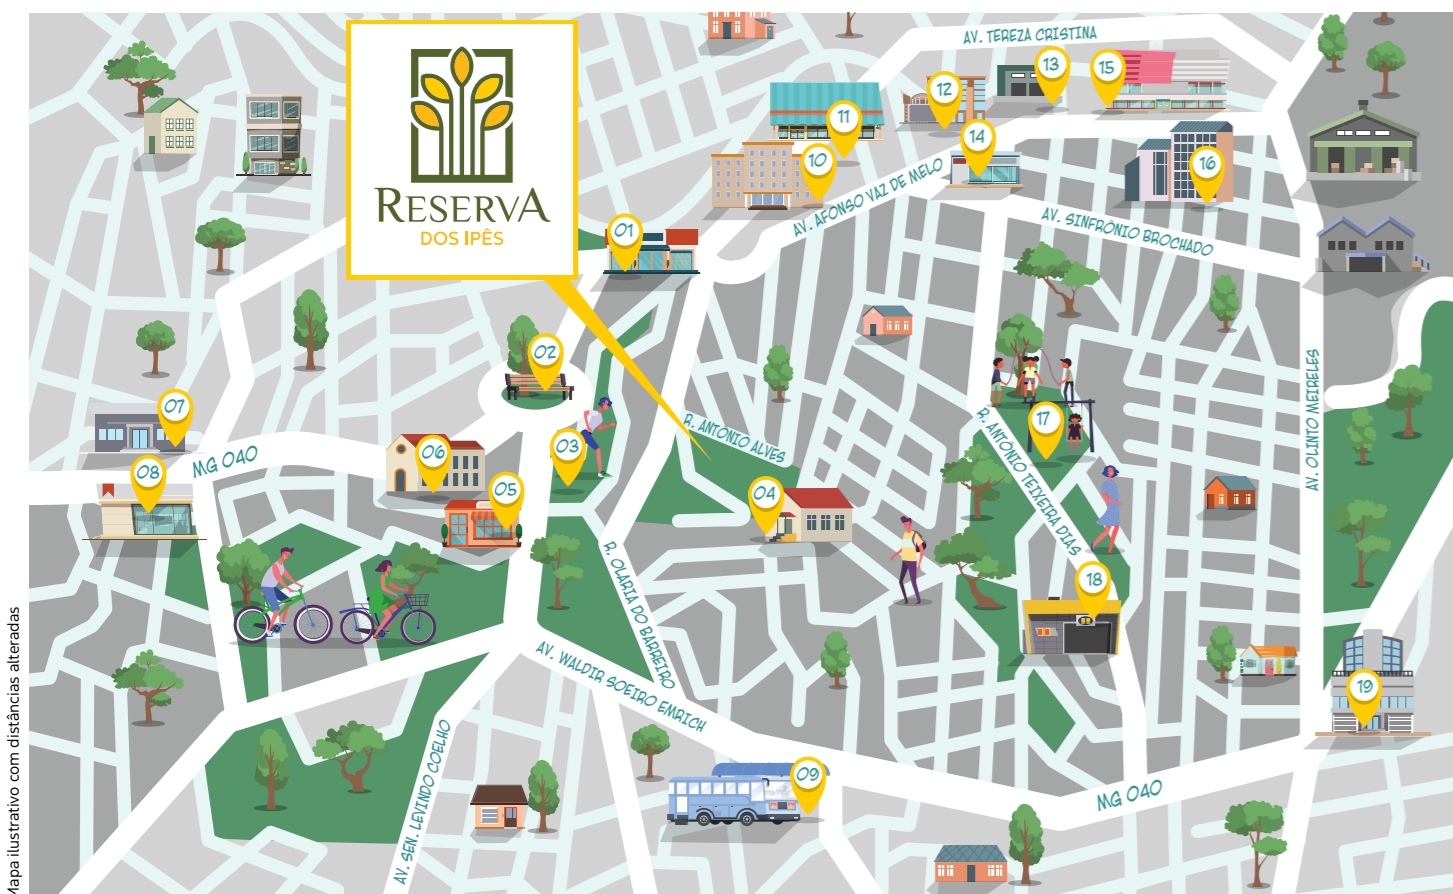 RESERVA
DOS IPÊS
AV. TEREZA CRISTINA
13
15
12
11
14
10
16
AV. AFONSO VAZ DE MELO
AV. SINFRÔNIO BROCHADO
01
02
07
06
03
17
R. ANTÔNIO ALVES
R. ANTÔNIO TEIXEIRA DIAS
AV. OLINTO MEIRELES
MG 040
08
05
04
18
R. OLARIA DO BARREIRO
AV. WALDIR SOEIRO EMRICH
19
AV. SEN. LEVINDO COELHO
09
MG 040
Mapa ilustrativo com distâncias alteradas